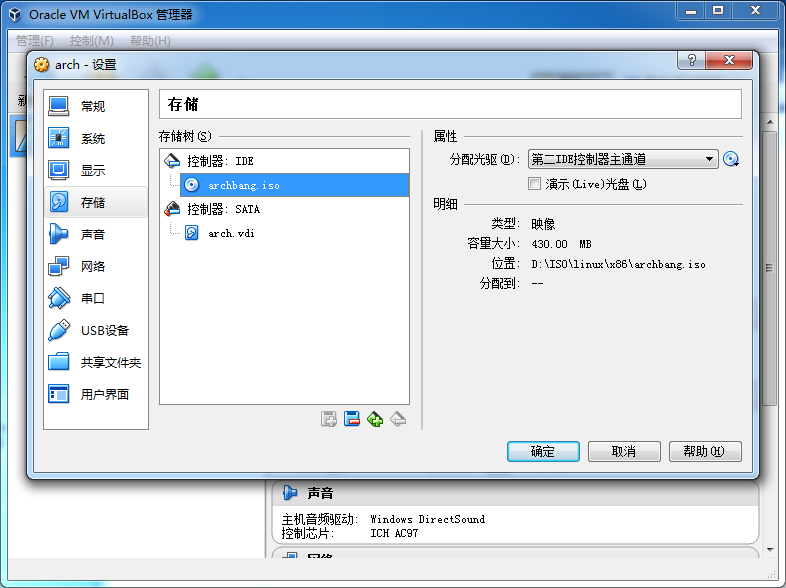 Oracle VM VirtualBox 管理器
管理(F) 控制(M) 帮助(H)
arch - 设置
常规
系统
显示
存储
声音
网络
串口
USB设备
共享文件夹
用户界面
存储
存储树(S)
控制器: IDE
archbang.iso
控制器: SATA
arch.vdi
属性
分配光驱(D): 第二IDE控制器主通道
演示(Live)光盘(L)
明细
类型: 映像
容量大小: 430.00 MB
位置: D:\ISO\linux\x86\archbang.iso
分配到: --
确定 取消 帮助(H)
声音
主机音频驱动: Windows DirectSound
控制芯片: ICH AC97